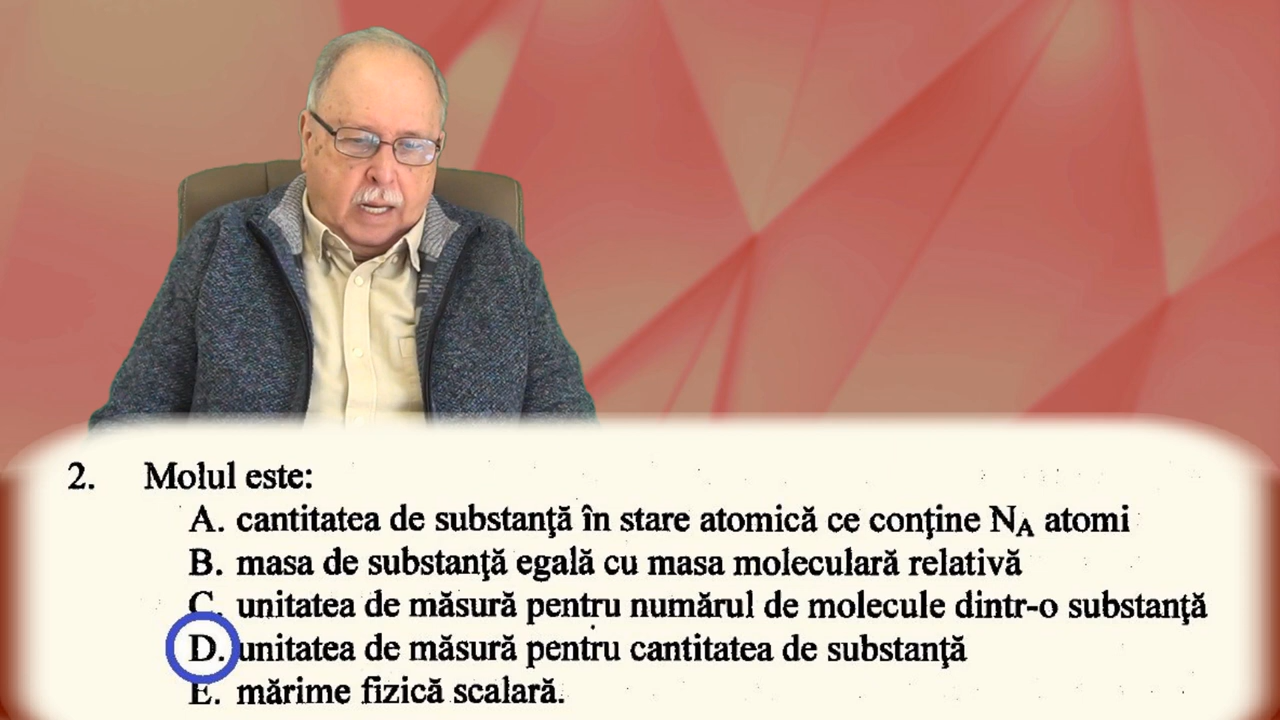 2. Molul este:
A. cantitatea de substanţă în stare atomică ce conţine NA atomi
B. masa de substanţă egală cu masa moleculară relativă
C. unitatea de măsură pentru numărul de molecule dintr-o substanţă
D. unitatea de măsură pentru cantitatea de substanţă
E. mărime fizică scalară.